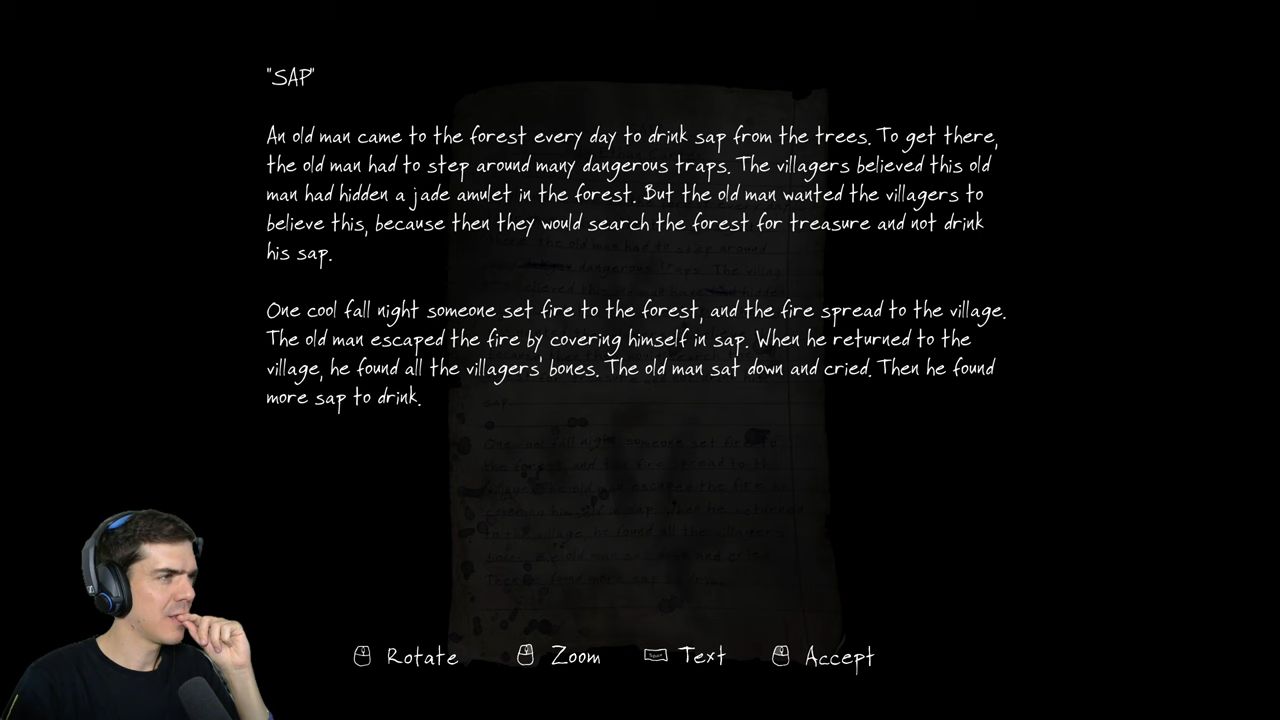 "SAP"
An old man came to the forest every day to drink sap from the trees. To get there,
the old man had to step around many dangerous traps. The villagers believed this old
man had hidden a jade amulet in the forest. But the old man wanted the villagers to
believe this, because then they would search the forest for treasure and not drink
his sap.
One cool fall night someone set fire to the forest, and the fire spread to the village.
The old man escaped the fire by covering himself in sap. When he returned to the
village, he found all the villagers' bones. The old man sat down and cried. Then he found
more sap to drink.
Rotate Zoom Text Accept